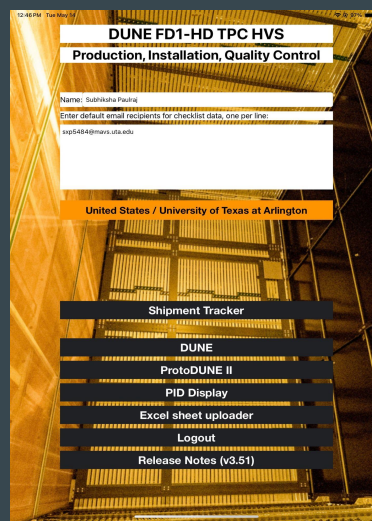 12:46 PM Tue May 14
97%
DUNE FD1-HD TPC HVS
Production, Installation, Quality Control
Name: Subhiksha Paulraj
Enter default email recipients for checklist data, one per line:
sxp5484@mavs.uta.edu
United States / University of Texas at Arlington
Shipment Tracker
DUNE
ProtoDUNE II
PID Display
Excel sheet uploader
Logout
Release Notes (v3.51)